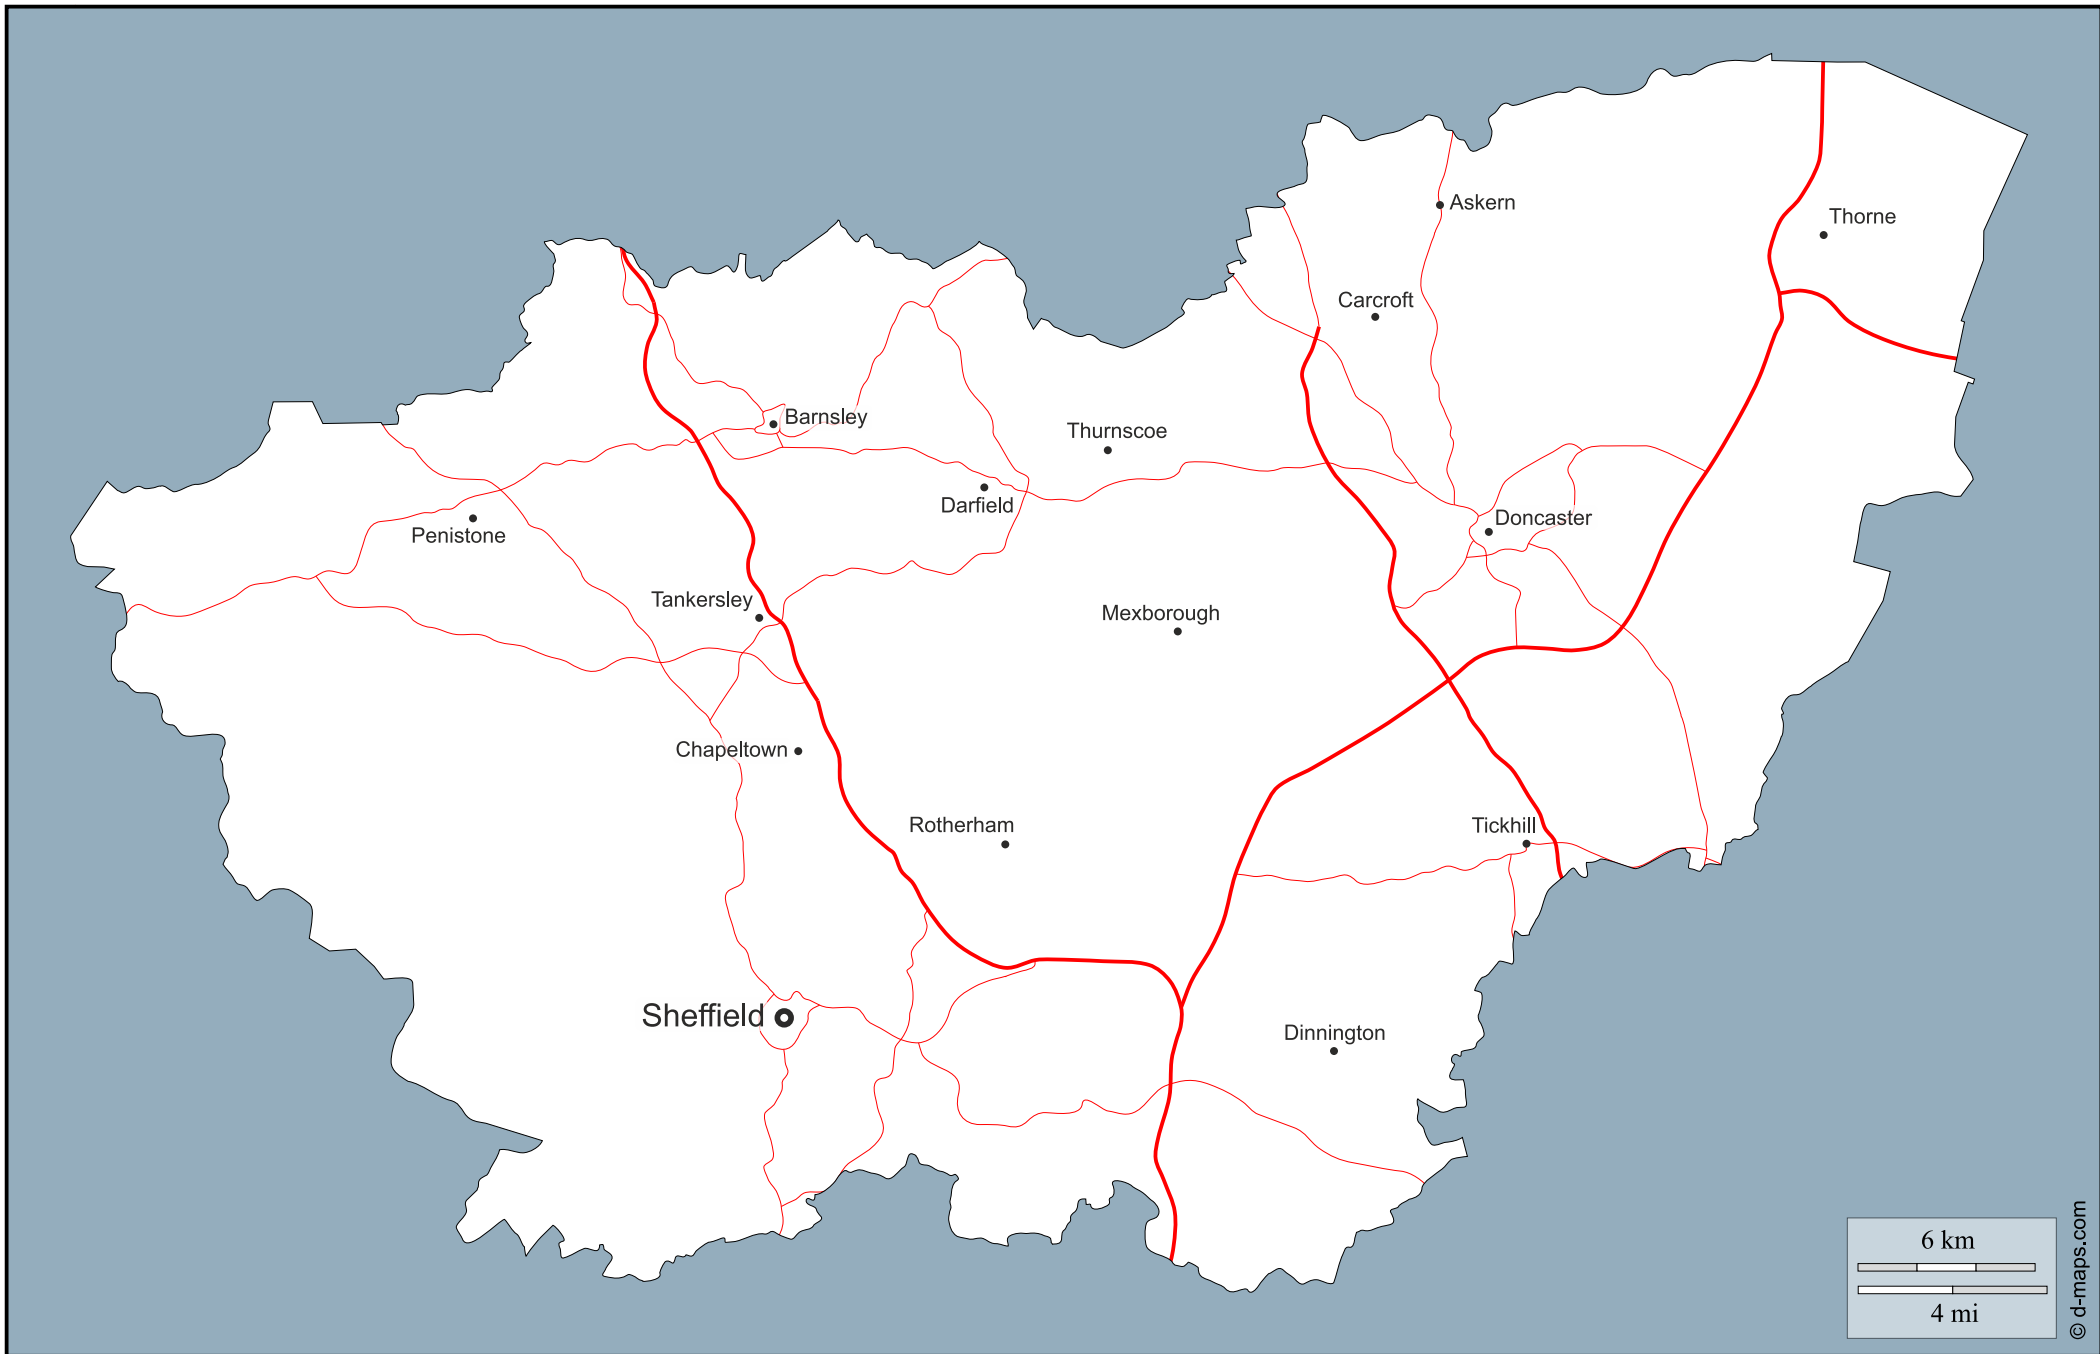 Askern
Thorne
Carcroft
Barnsley
Thurnscoe
Darfield
Doncaster
Penistone
Tankersley
Mexborough
Chapeltown
Rotherham
Tickhill
Sheffield
Dinnington
6 km
4 mi
© d-maps.com